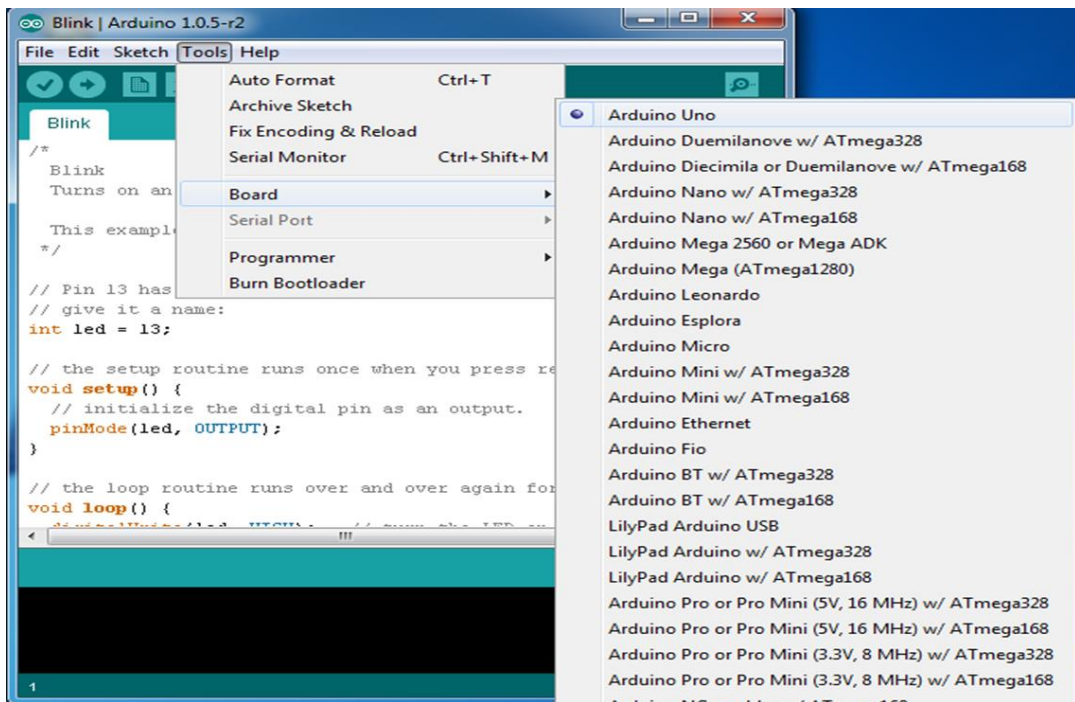 Blink | Arduino 1.0.5-r2
File Edit Sketch Tools Help
Auto Format Ctrl+T
Archive Sketch
Fix Encoding & Reload
Serial Monitor Ctrl+Shift+M
Board
Serial Port
Programmer
Burn Bootloader
Arduino Uno
Arduino Duemilanove w/ ATmega328
Arduino Diecimila or Duemilanove w/ ATmega168
Arduino Nano w/ ATmega328
Arduino Nano w/ ATmega168
Arduino Mega 2560 or Mega ADK
Arduino Mega (ATmega1280)
Arduino Leonardo
Arduino Esplora
Arduino Micro
Arduino Mini w/ ATmega328
Arduino Mini w/ ATmega168
Arduino Ethernet
Arduino Fio
Arduino BT w/ ATmega328
Arduino BT w/ ATmega168
LilyPad Arduino USB
LilyPad Arduino w/ ATmega328
LilyPad Arduino w/ ATmega168
Arduino Pro or Pro Mini (5V, 16 MHz) w/ ATmega328
Arduino Pro or Pro Mini (5V, 16 MHz) w/ ATmega168
Arduino Pro or Pro Mini (3.3V, 8 MHz) w/ ATmega328
Arduino Pro or Pro Mini (3.3V, 8 MHz) w/ ATmega168
Blink
/*
Blink
Turns on an
This exampl
*/
// Pin 13 has
// give it a name:
int led = 13;
// the setup routine runs once when you press re
void setup() {
// initialize the digital pin as an output.
pinMode(led, OUTPUT);
}
// the loop routine runs over and over again for
void loop() {
1